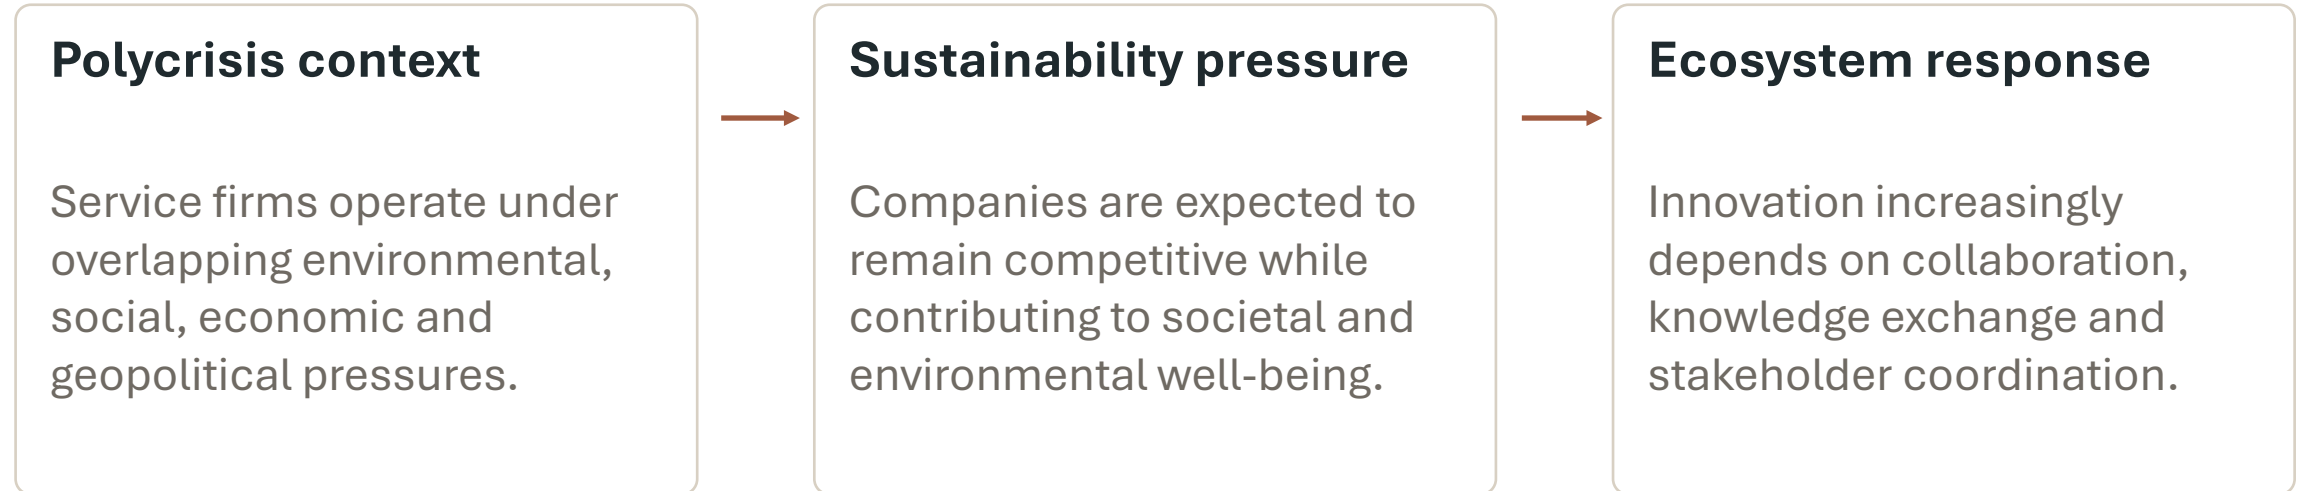 Polycrisis context
Service firms operate under
overlapping environmental,
social, economic and
geopolitical pressures.
Sustainability pressure
Companies are expected to
remain competitive while
contributing to societal and
environmental well-being.
Ecosystem response
Innovation increasingly
depends on collaboration,
knowledge exchange and
stakeholder coordination.